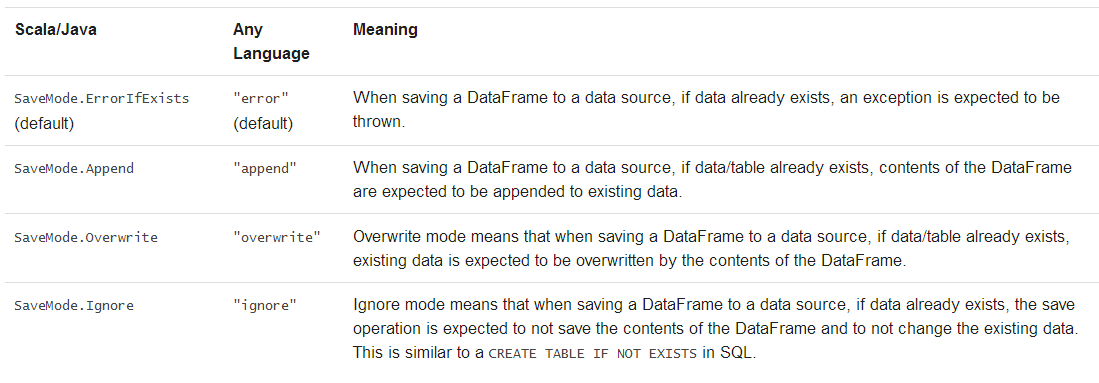 Scala/Java Any Language Meaning
SaveMode.ErrorIfExists (default) "error" (default) When saving a DataFrame to a data source, if data already exists, an exception is expected to be thrown.
SaveMode.Append "append" When saving a DataFrame to a data source, if data/table already exists, contents of the DataFrame are expected to be appended to existing data.
SaveMode.Overwrite "overwrite" Overwrite mode means that when saving a DataFrame to a data source, if data/table already exists, existing data is expected to be overwritten by the contents of the DataFrame.
SaveMode.Ignore "ignore" Ignore mode means that when saving a DataFrame to a data source, if data already exists, the save operation is expected to not save the contents of the DataFrame and to not change the existing data. This is similar to a CREATE TABLE IF NOT EXISTS in SQL.